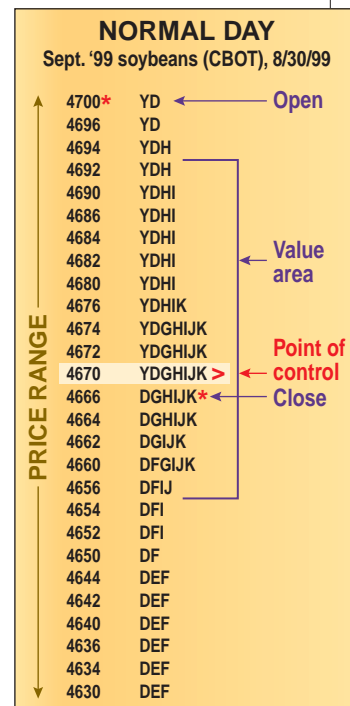 NORMAL DAY
Sept. '99 soybeans (CBOT), 8/30/99
4700* YD Open
4696 YD
4694 YDH
4692 YDH
4690 YDHI
4686 YDHI
4684 YDHI
4682 YDHI
4680 YDHI
4676 YDHIK
4674 YDGHIJK
4672 YDGHIJK
4670 YDGHIJK >
4666 DGHIJK*
4664 DGHIJK
4662 DGIJK
4660 DFGIJK
4656 DFIJ
4654 DFI
4652 DFI
4650 DF
4644 DEF
4642 DEF
4640 DEF
4636 DEF
4634 DEF
4630 DEF
Value
area
Point of
control
Close
PRICE RANGE